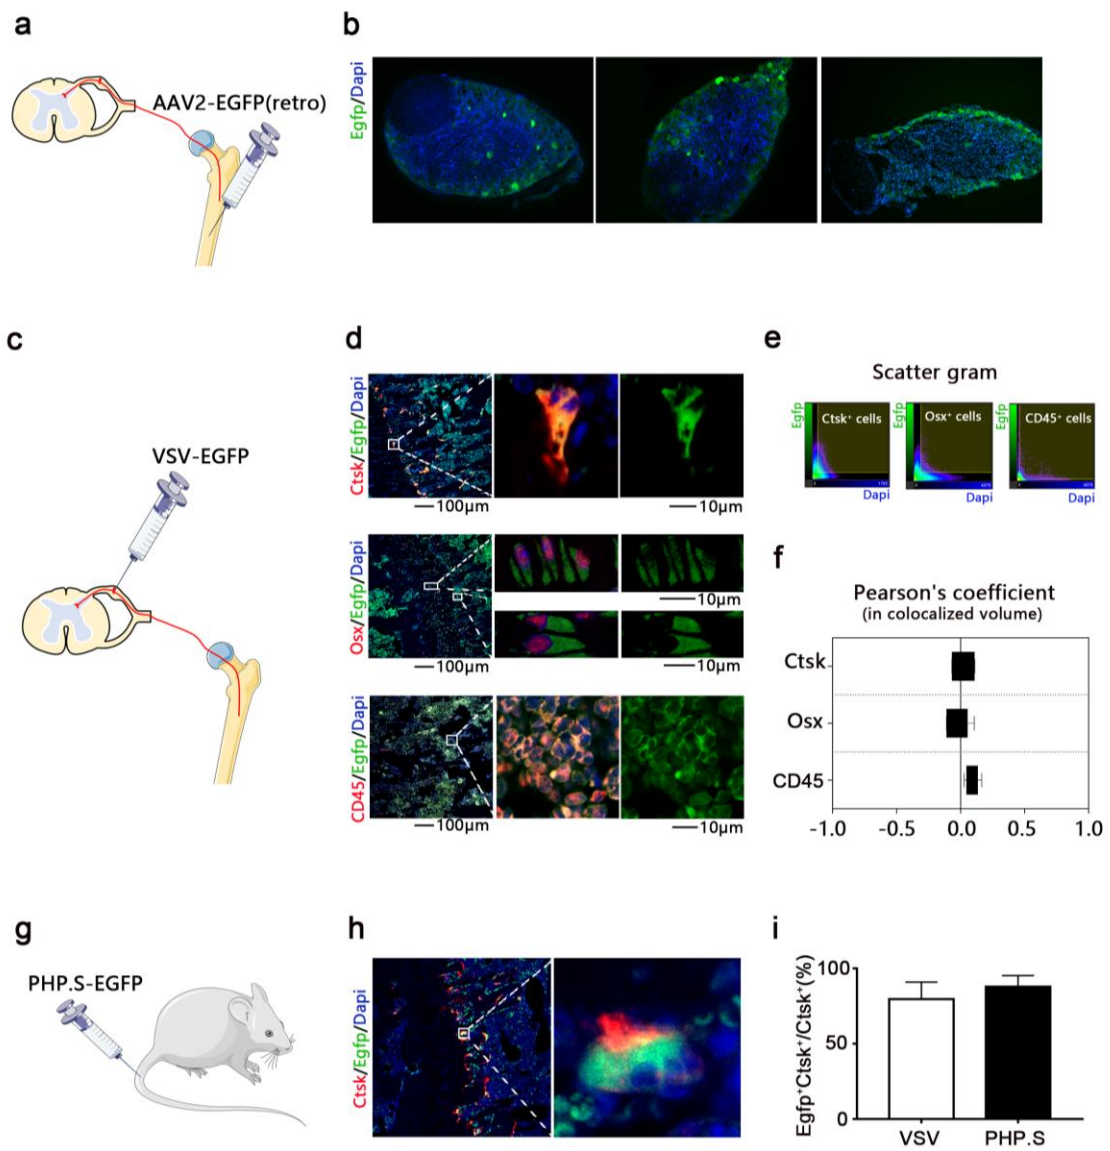 a
AAV2-EGFP(retro)
b
Egfp/Dapi
c
VSV-EGFP
d
Ctsk/Egfp/Dapi
100μm
10μm
Osx/Egfp/Dapi
10μm
100μm
10μm
CD45/Egfp/Dapi
100μm
10μm
e
Scatter gram
Egfp
Ctsk⁺ cells
Dapi
Egfp
Osx⁺ cells
Dapi
Egfp
CD45⁺ cells
Dapi
f
Pearson's coefficient
(in colocalized volume)
Ctsk
Osx
CD45
-1.0 -0.5 0.0 0.5 1.0
g
PHP.S-EGFP
h
Ctsk/Egfp/Dapi
i
Egfp⁺Ctsk⁺/Ctsk⁺(%)
100
50
0
VSV PHP.S